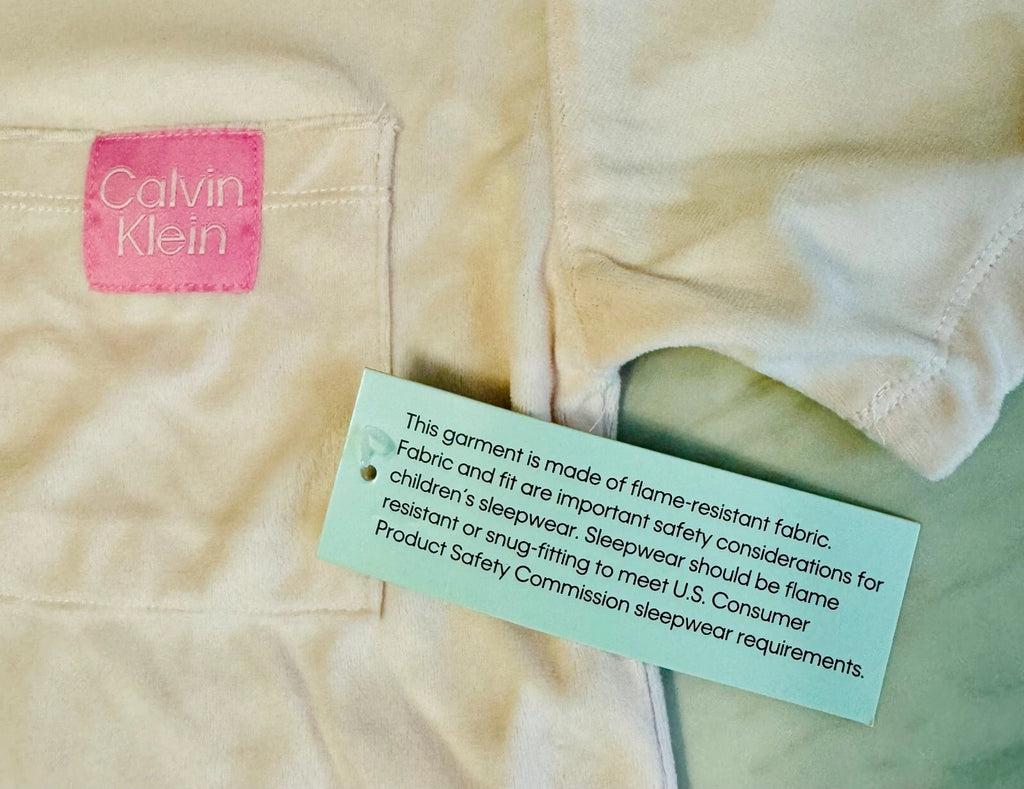 Calvin
Klein
This garment is made of flame-resistant fabric.
Fabric and fit are important safety considerations for
children's sleepwear. Sleepwear should be flame
resistant or snug-fitting to meet U.S. Consumer
Product Safety Commission sleepwear requirements.